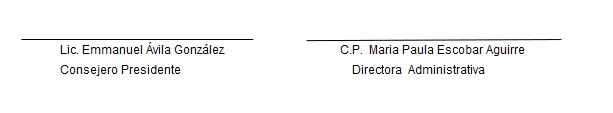 Lic. Emmanuel Ávila González
C.P. Maria Paula Escobar Aguirre
Consejero Presidente
Directora Administrativa